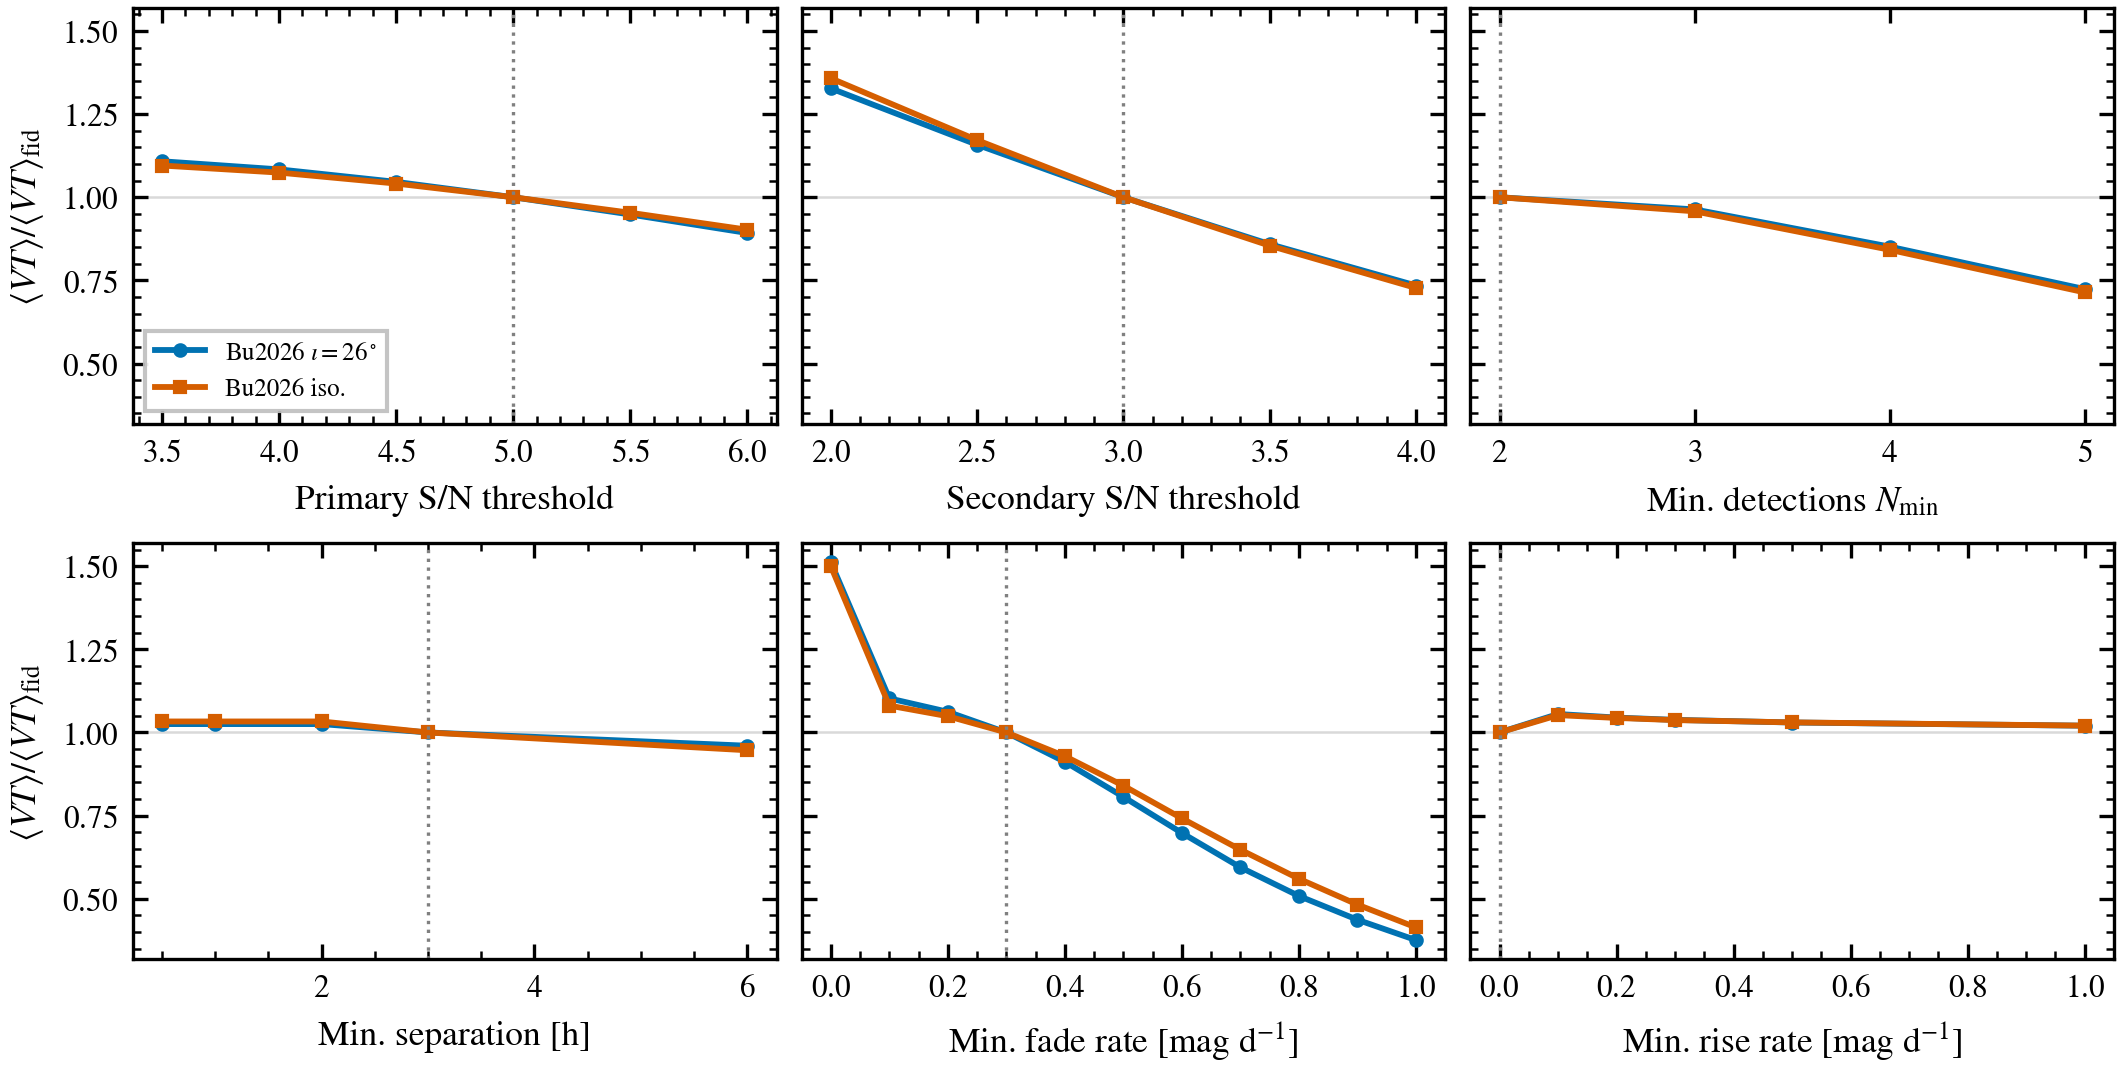 1.50
1.25
1.00
0.75
0.50
⟨VT⟩/⟨VT⟩fid
Bu2026 ι = 26°
Bu2026 iso.
3.5 4.0 4.5 5.0 5.5 6.0
Primary S/N threshold
2.0 2.5 3.0 3.5 4.0
Secondary S/N threshold
2 3 4 5
Min. detections Nmin
1.50
1.25
1.00
0.75
0.50
⟨VT⟩/⟨VT⟩fid
2 4 6
Min. separation [h]
0.0 0.2 0.4 0.6 0.8 1.0
Min. fade rate [mag d⁻¹]
0.0 0.2 0.4 0.6 0.8 1.0
Min. rise rate [mag d⁻¹]